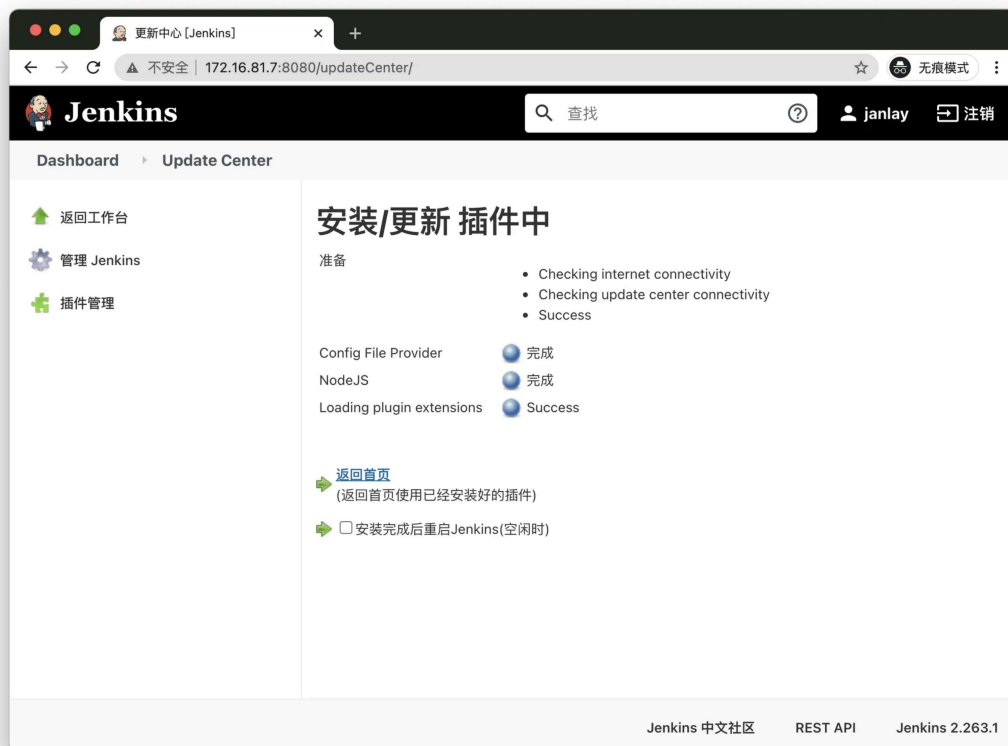 更新中心 [Jenkins]
不安全 | 172.16.81.7:8080/updateCenter/
无痕模式
Jenkins
查找
janlay
注销
Dashboard
Update Center
返回工作台
管理 Jenkins
插件管理
安装/更新 插件中
准备
Checking internet connectivity
Checking update center connectivity
Success
Config File Provider 完成
NodeJS 完成
Loading plugin extensions Success
返回首页
(返回首页使用已经安装好的插件)
安装完成后重启Jenkins(空闲时)
Jenkins 中文社区
REST API
Jenkins 2.263.1